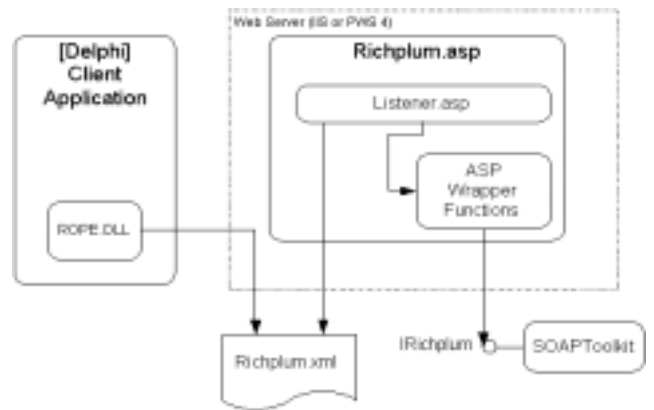 Web Server (IIS or PWS 4)
[Delphi]
Client
Application
ROPE.DLL
Richplum.asp
Listener.asp
ASP
Wrapper
Functions
Richplum.xml
IRichplum
SOAPToolkit